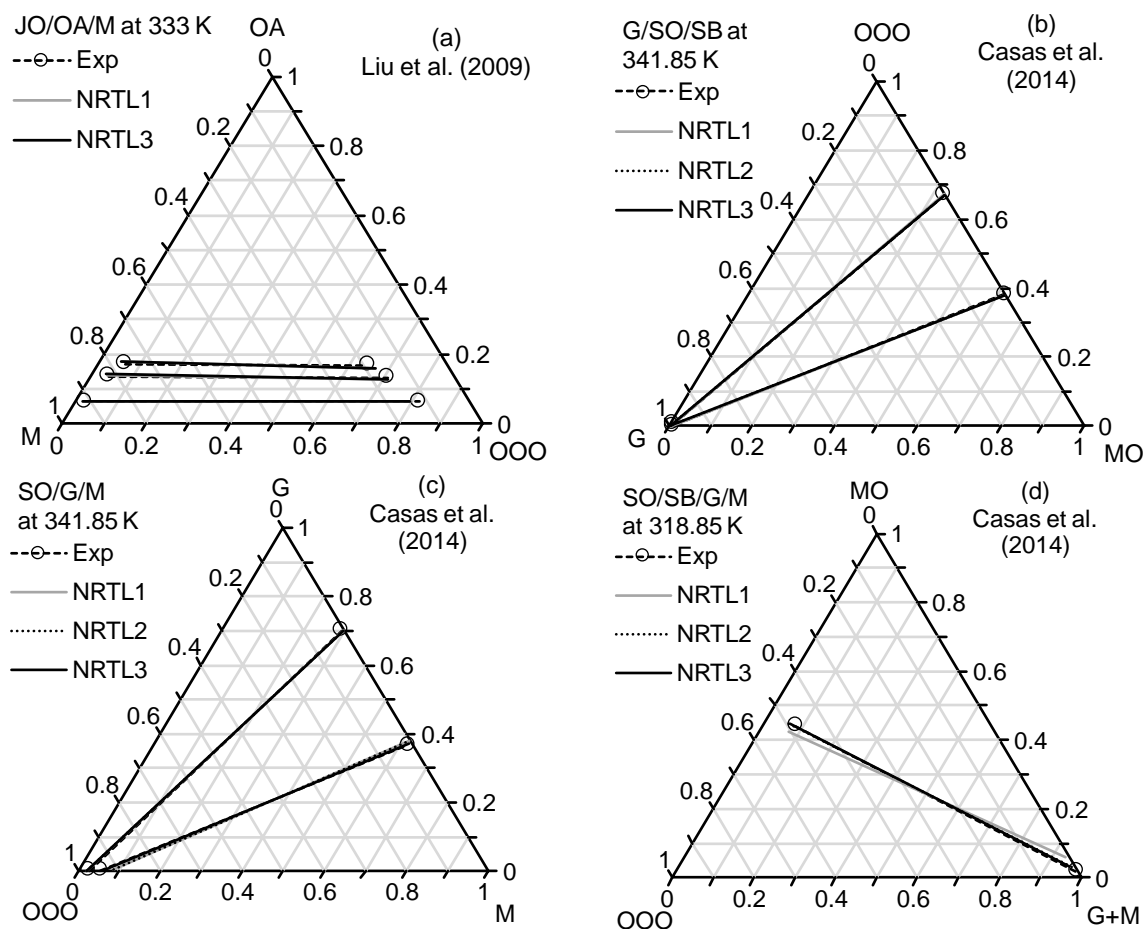 JO/OA/M at 333 K
Exp
NRTL1
NRTL3
OA
(a)
Liu et al. (2009)
0
1
0.2
0.8
0.4
0.6
0.6
0.4
0.8
0.2
1
0
M
0
0.2
0.4
0.6
0.8
1
OOO
G/SO/SB at
341.85 K
Exp
NRTL1
NRTL2
NRTL3
OOO
(b)
Casas et al.
(2014)
0
1
0.2
0.8
0.4
0.6
0.6
0.4
0.8
0.2
1
0
G
0
0.2
0.4
0.6
0.8
1
MO
SO/G/M
at 341.85 K
Exp
NRTL1
NRTL2
NRTL3
G
(c)
Casas et al.
(2014)
0
1
0.2
0.8
0.4
0.6
0.6
0.4
0.8
0.2
1
0
0
0.2
0.4
0.6
0.8
1
OOO
M
SO/SB/G/M
at 318.85 K
Exp
NRTL1
NRTL2
NRTL3
MO
(d)
Casas et al.
(2014)
0
1
0.2
0.8
0.4
0.6
0.6
0.4
0.8
0.2
1
0
0
0.2
0.4
0.6
0.8
1
OOO
G+M